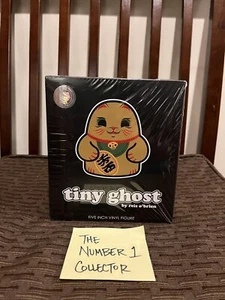 tiny ghost
by reis o'brien
FIVE INCH VINYL FIGURE
THE
NUMBER 1
COLLECTOR